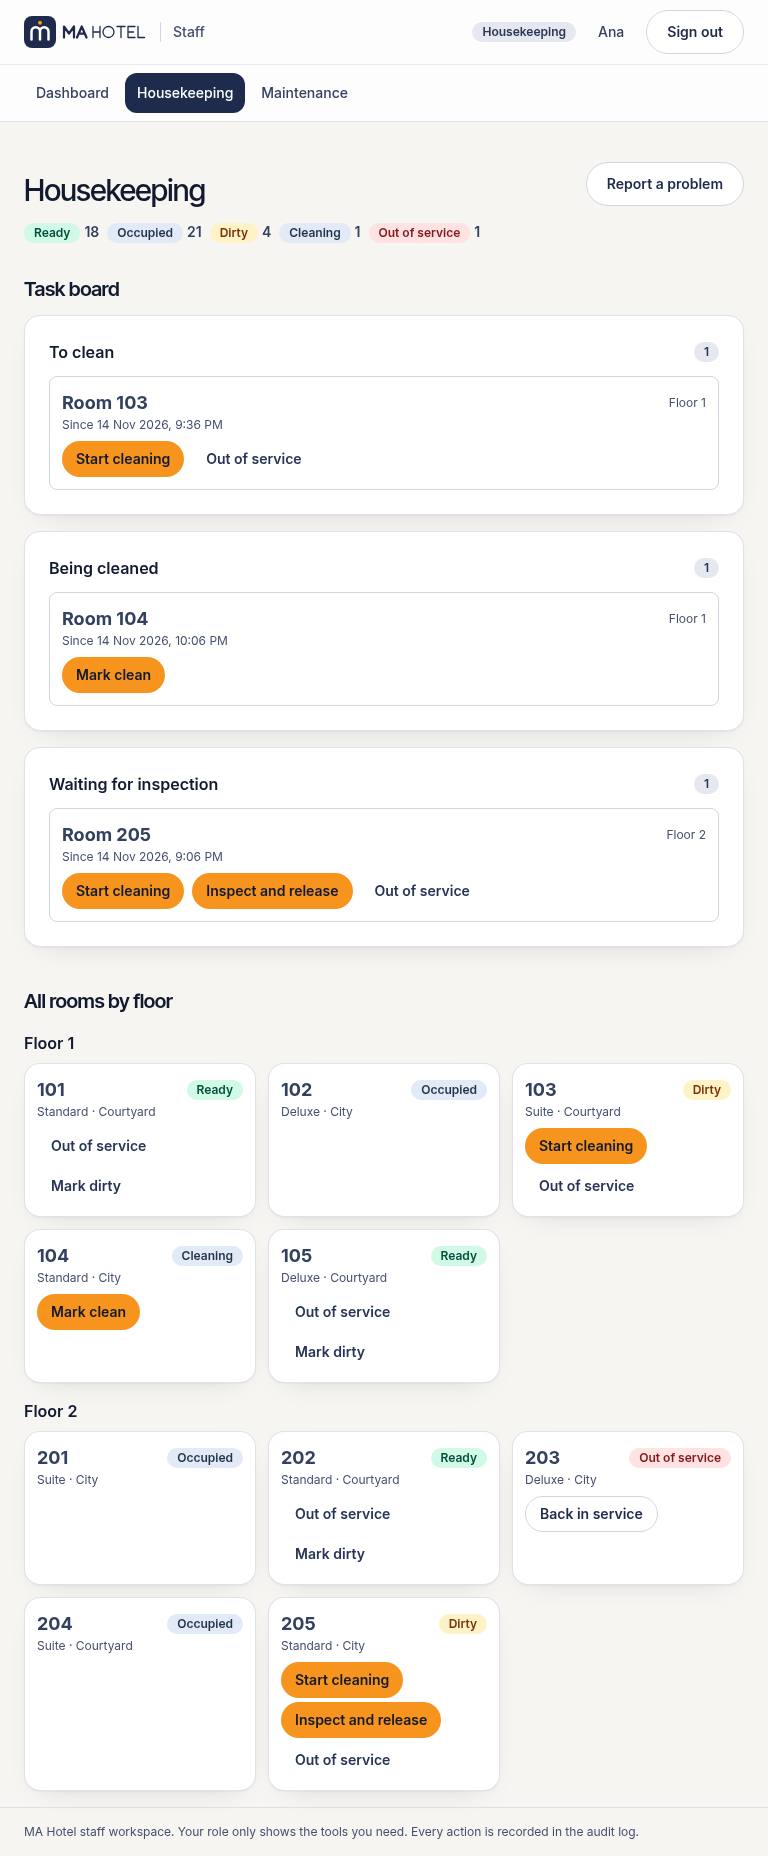 MA HOTEL Staff Housekeeping Ana Sign out
Dashboard Housekeeping Maintenance
Housekeeping Report a problem
Ready 18 Occupied 21 Dirty 4 Cleaning 1 Out of service 1
Task board
To clean 1
Room 103 Floor 1
Since 14 Nov 2026, 9:36 PM
Start cleaning Out of service
Being cleaned 1
Room 104 Floor 1
Since 14 Nov 2026, 10:06 PM
Mark clean
Waiting for inspection 1
Room 205 Floor 2
Since 14 Nov 2026, 9:06 PM
Start cleaning Inspect and release Out of service
All rooms by floor
Floor 1
101 Ready
Standard · Courtyard
Out of service
Mark dirty
102 Occupied
Deluxe · City
103 Dirty
Suite · Courtyard
Start cleaning
Out of service
104 Cleaning
Standard · City
Mark clean
105 Ready
Deluxe · Courtyard
Out of service
Mark dirty
Floor 2
201 Occupied
Suite · City
202 Ready
Standard · Courtyard
Out of service
Mark dirty
203 Out of service
Deluxe · City
Back in service
204 Occupied
Suite · Courtyard
205 Dirty
Standard · City
Start cleaning
Inspect and release
Out of service
MA Hotel staff workspace. Your role only shows the tools you need. Every action is recorded in the audit log.